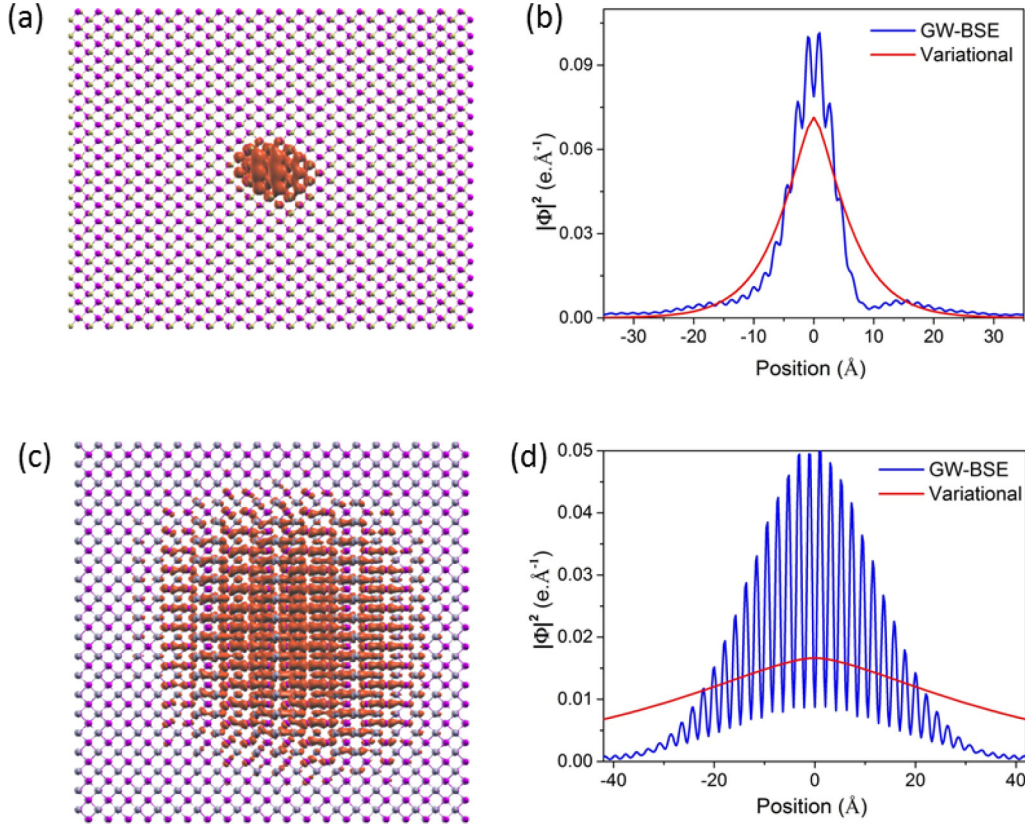 (a)
(b)
GW-BSE
Variational
0.09
0.06
0.03
0.00
|Φ|² (e.Å⁻¹)
-30 -20 -10 0 10 20 30
Position (Å)
(c)
(d)
GW-BSE
Variational
0.05
0.04
0.03
0.02
0.01
0.00
|Φ|² (e.Å⁻¹)
-40 -20 0 20 40
Position (Å)